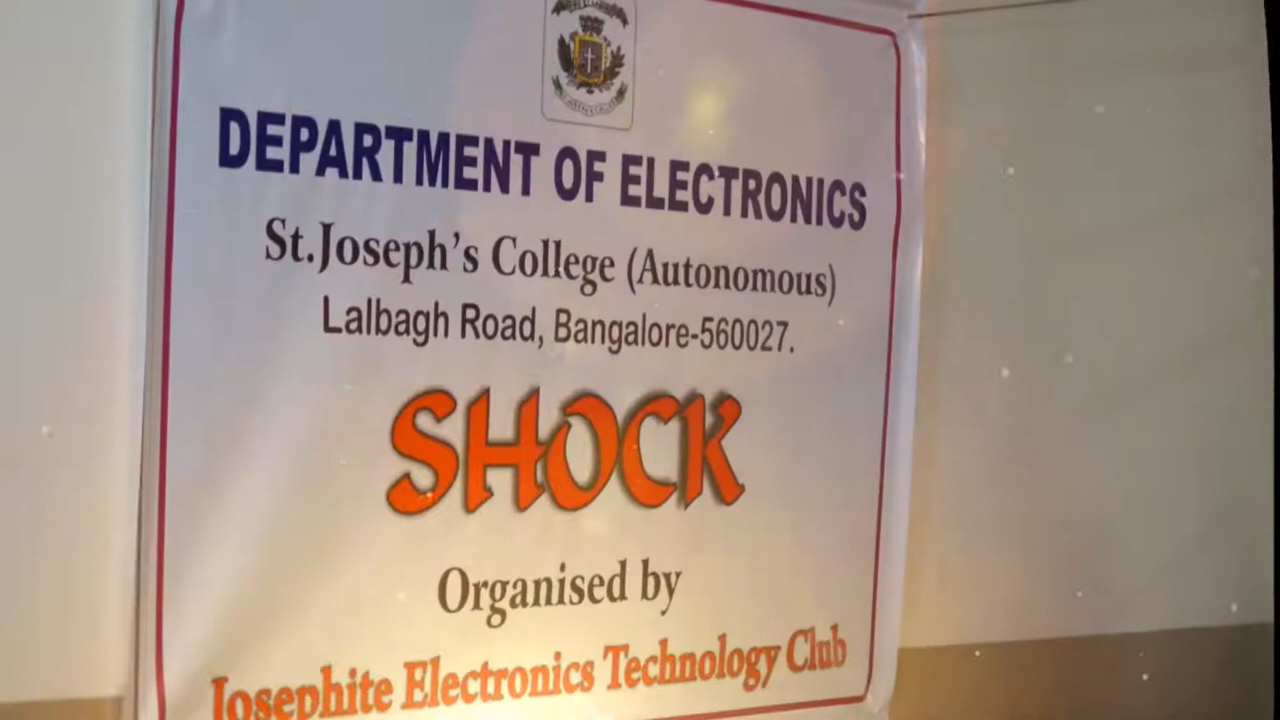 DEPARTMENT OF ELECTRONICS
St.Joseph's College (Autonomous)
Lalbagh Road, Bangalore-560027.
SHOCK
Organised by
Josephite Electronics Technology Club